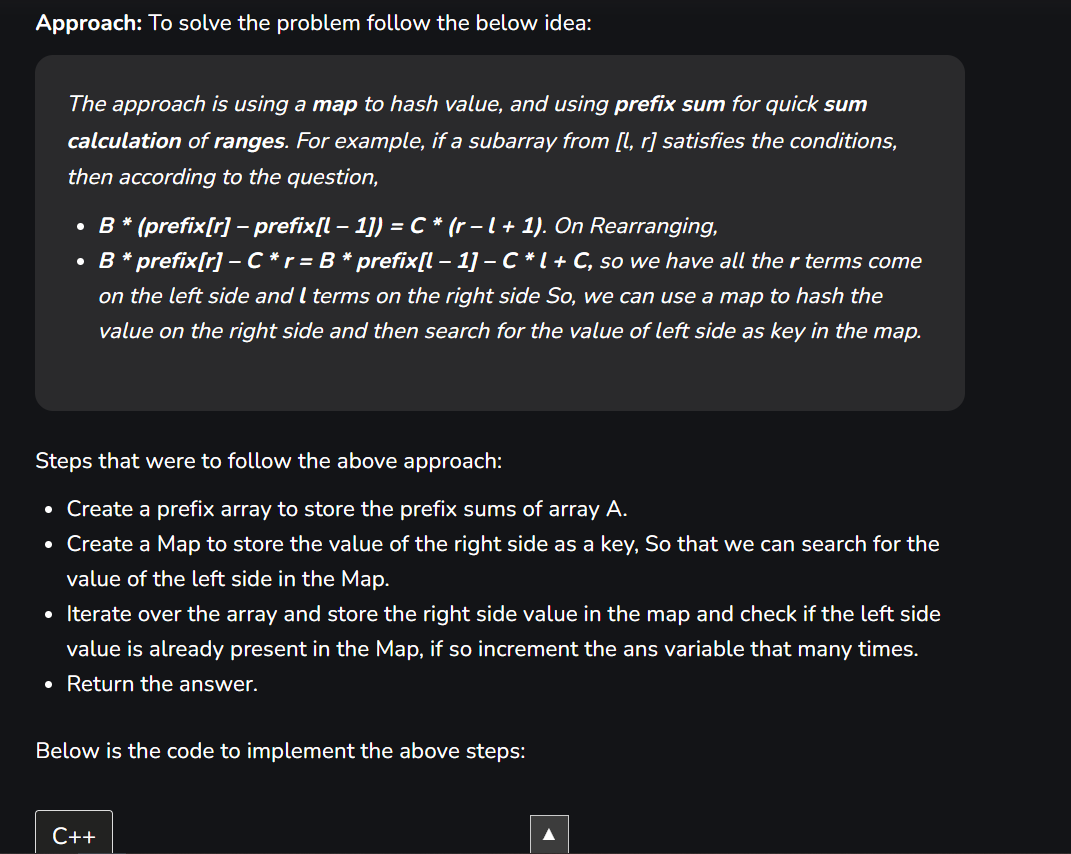 Approach: To solve the problem follow the below idea:
The approach is using a map to hash value, and using prefix sum for quick sum
calculation of ranges. For example, if a subarray from [l, r] satisfies the conditions,
then according to the question,
• B * (prefix[r] – prefix[l – 1]) = C * (r – l + 1). On Rearranging,
• B * prefix[r] – C * r = B * prefix[l – 1] – C * l + C, so we have all the r terms come
on the left side and l terms on the right side So, we can use a map to hash the
value on the right side and then search for the value of left side as key in the map.
Steps that were to follow the above approach:
• Create a prefix array to store the prefix sums of array A.
• Create a Map to store the value of the right side as a key, So that we can search for the
value of the left side in the Map.
• Iterate over the array and store the right side value in the map and check if the left side
value is already present in the Map, if so increment the ans variable that many times.
• Return the answer.
Below is the code to implement the above steps:
C++
▲